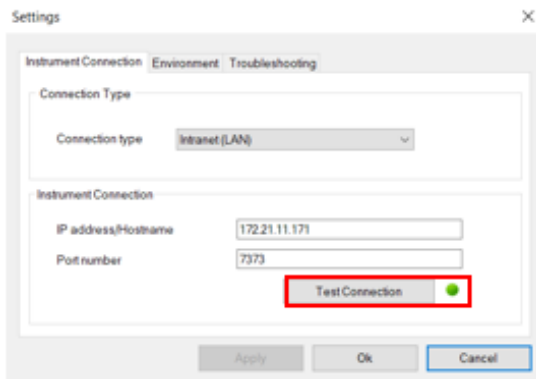 Settings
Instrument Connection Environment Troubleshooting
Connection Type
Connection type Intranet (LAN)
Instrument Connection
IP address/Hostname 172.21.11.171
Port number 7373
Test Connection
Apply Ok Cancel